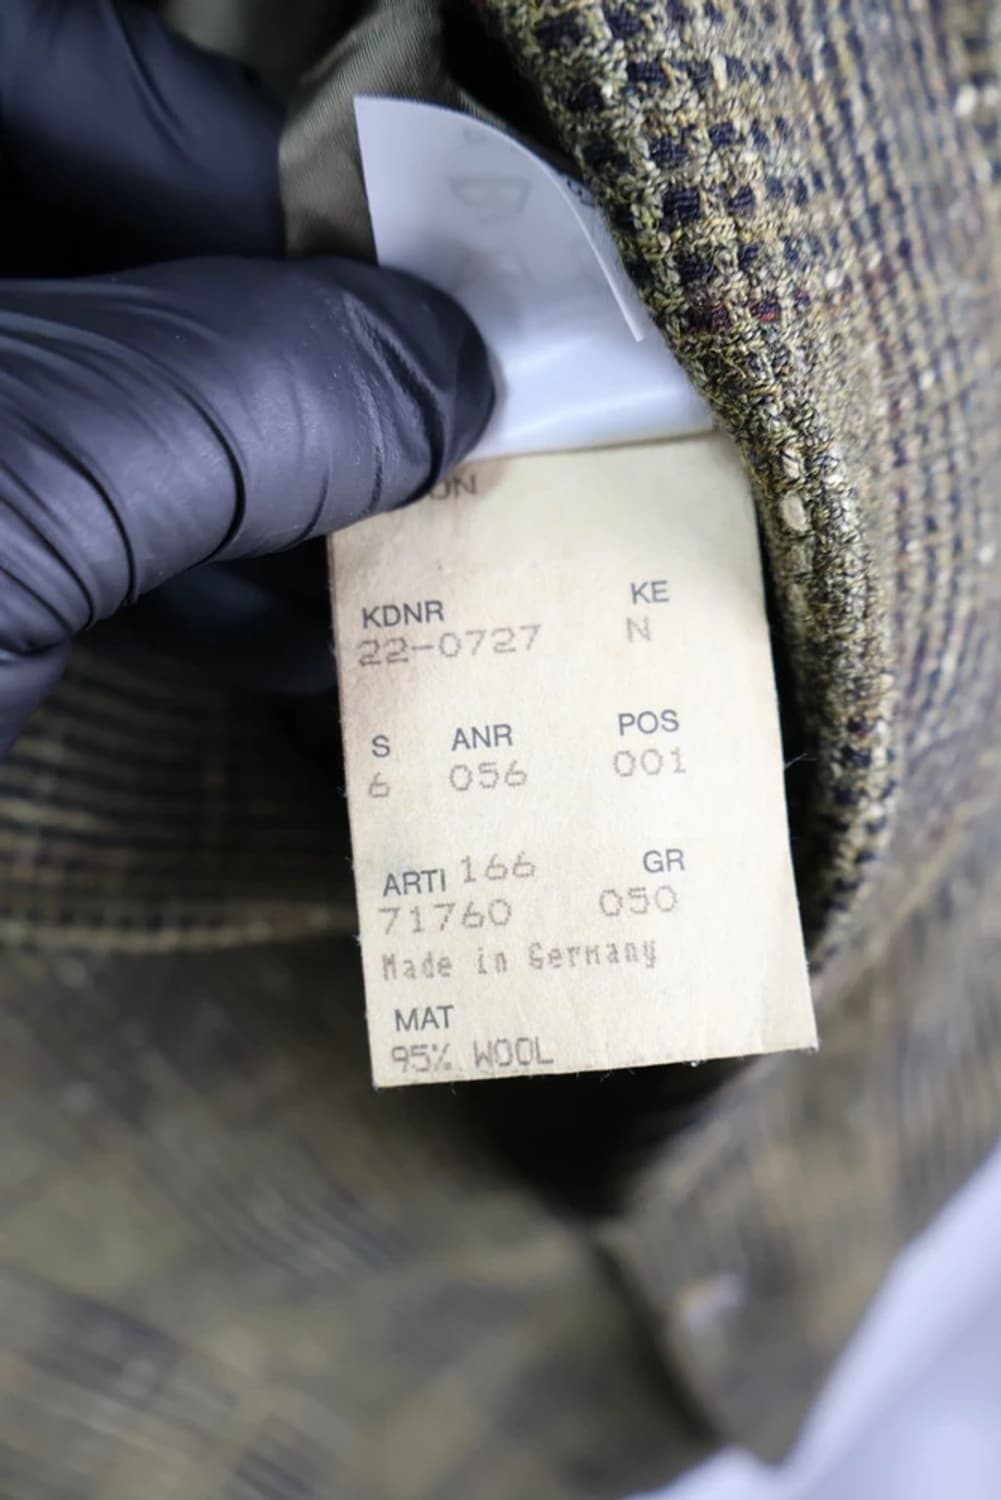 KDNR KE
22-0727 N
S ANR POS
6 056 001
ARTI 166 GR
71760 050
Made in Germany
MAT
95% WOOL